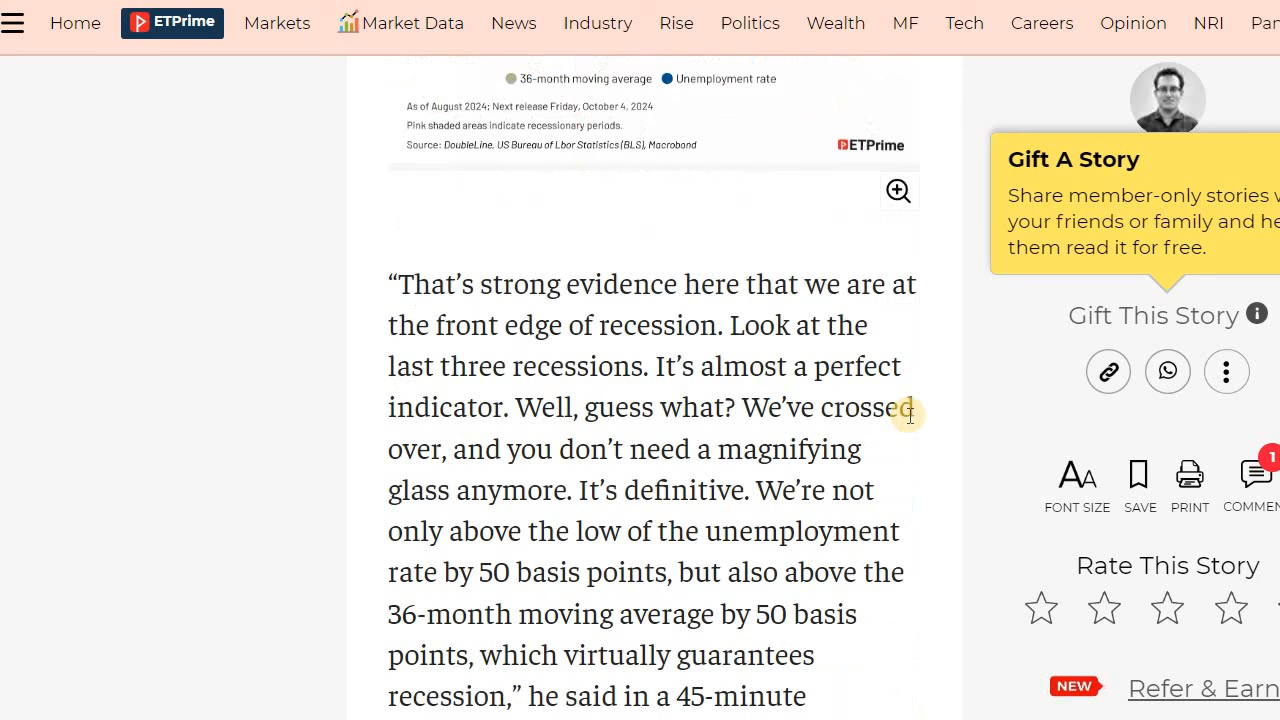 Home ETPrime Markets Market Data News Industry Rise Politics Wealth MF Tech Careers Opinion NRI Par
36-month moving average Unemployment rate
As of August 2024; Next release Friday, October 4, 2024
Pink shaded areas indicate recessionary periods.
Source: DoubleLine, US Bureau of Lbor Statistics (BLS), Macrobond
ETPrime
“That’s strong evidence here that we are at
the front edge of recession. Look at the
last three recessions. It’s almost a perfect
indicator. Well, guess what? We’ve crossed
over, and you don’t need a magnifying
glass anymore. It’s definitive. We’re not
only above the low of the unemployment
rate by 50 basis points, but also above the
36-month moving average by 50 basis
points, which virtually guarantees
recession,” he said in a 45-minute
Gift A Story
Share member-only stories w
your friends or family and he
them read it for free.
Gift This Story
1
FONT SIZE SAVE PRINT COMMEN
Rate This Story
NEW Refer & Earn